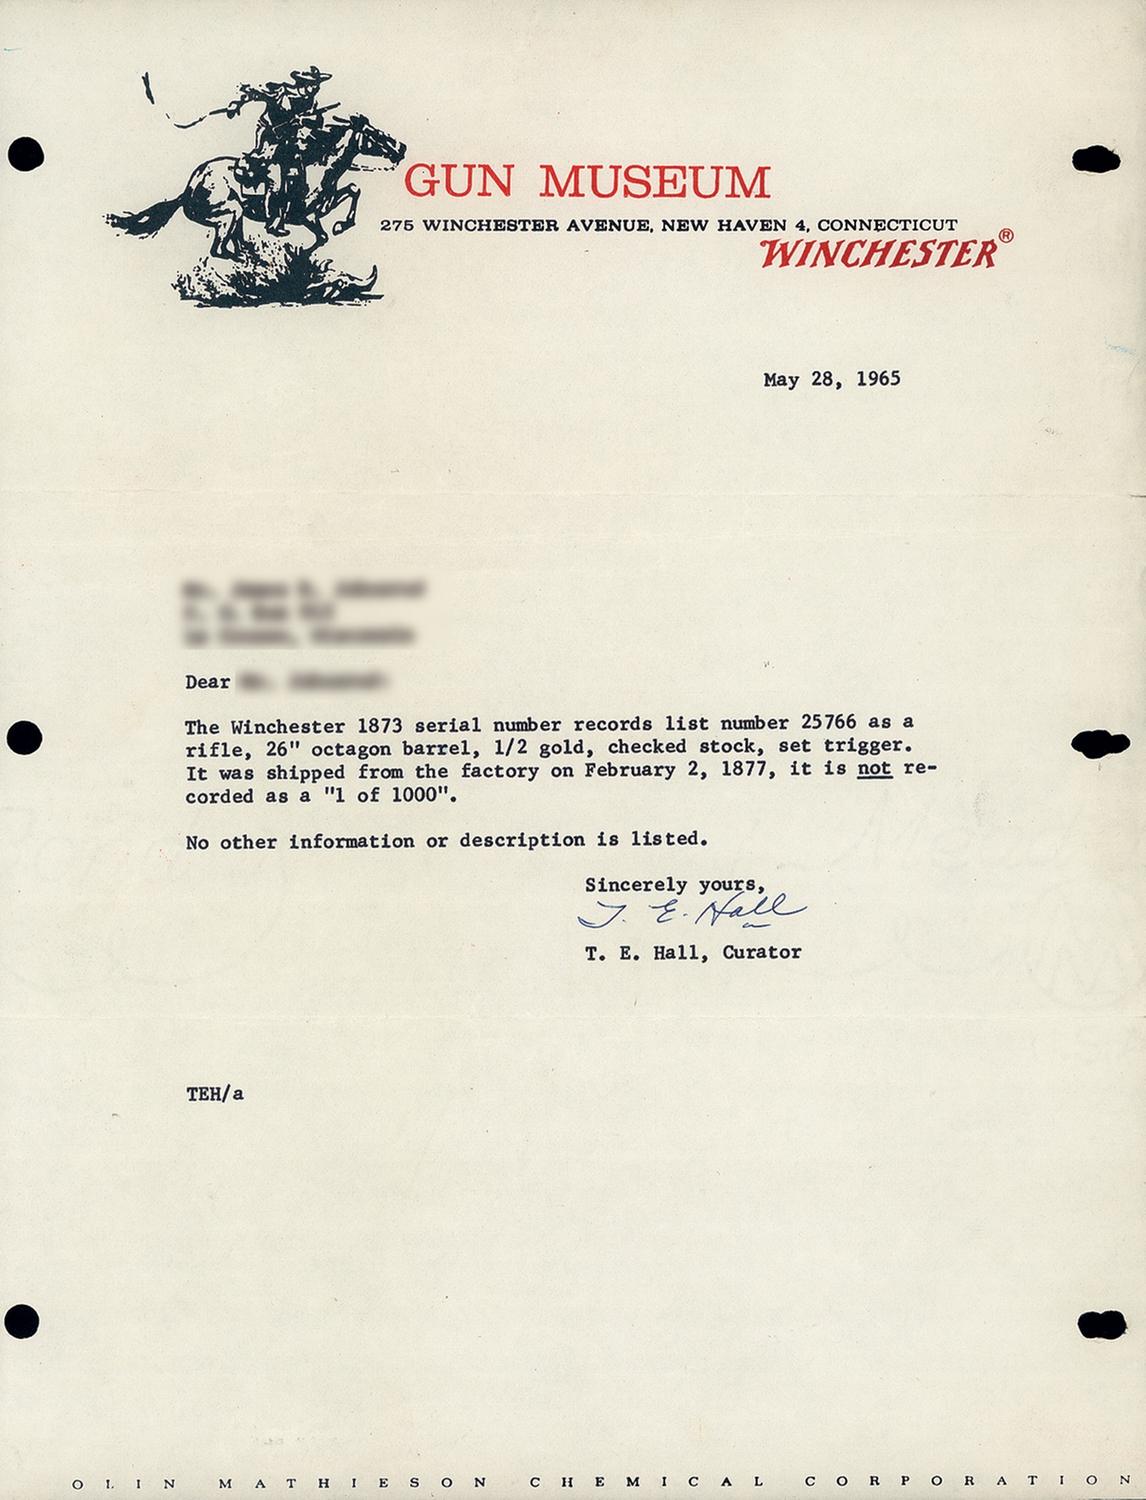 GUN MUSEUM
275 WINCHESTER AVENUE, NEW HAVEN 4, CONNECTICUT
WINCHESTER®
May 28, 1965
Dear
The Winchester 1873 serial number records list number 25766 as a
rifle, 26" octagon barrel, 1/2 gold, checked stock, set trigger.
It was shipped from the factory on February 2, 1877, it is not re-
corded as a "1 of 1000".
No other information or description is listed.
Sincerely yours,
T. E. Hall
T. E. Hall, Curator
TEH/a
OLIN MATHIESON CHEMICAL CORPORATION